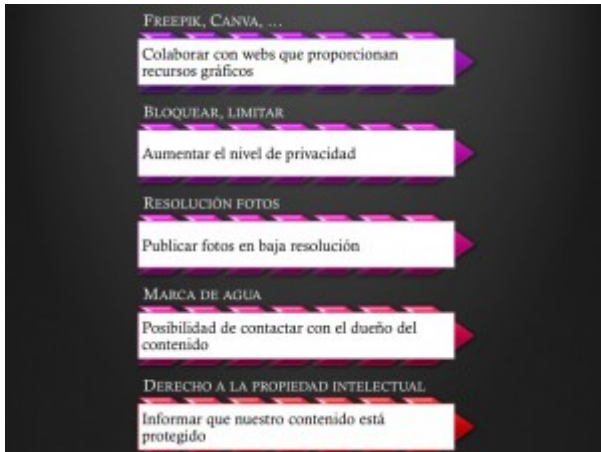 Freepik, Canva, ...
Colaborar con webs que proporcionan
recursos gráficos
Bloquear, limitar
Aumentar el nivel de privacidad
Resolución fotos
Publicar fotos en baja resolución
Marca de agua
Posibilidad de contactar con el dueño del
contenido
Derecho a la propiedad intelectual
Informar que nuestro contenido está
protegido